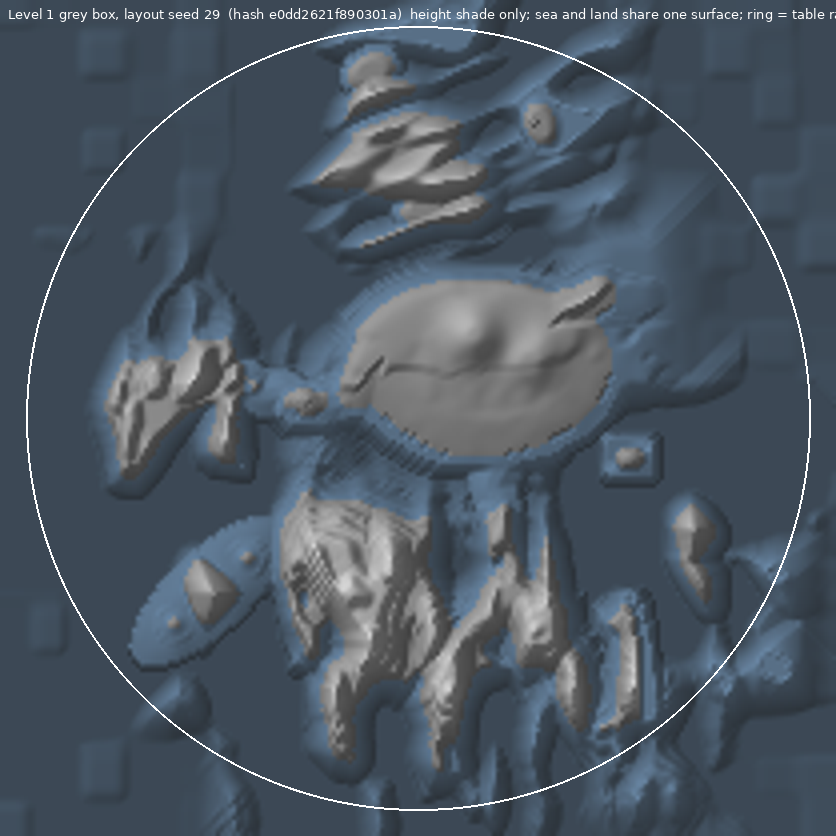 Level 1 grey box, layout seed 29 (hash e0dd2621f890301a) height shade only; sea and land share one surface; ring = table